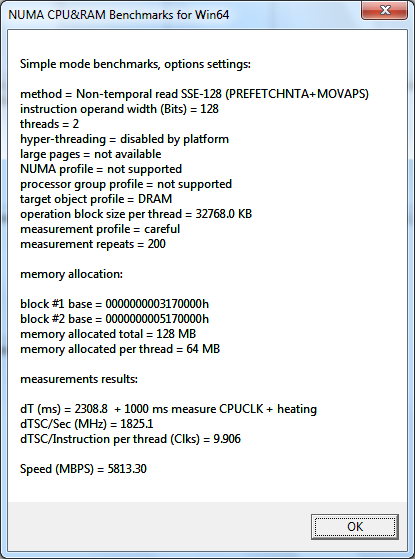 NUMA CPU&RAM Benchmarks for Win64
Simple mode benchmarks, options settings:
method = Non-temporal read SSE-128 (PREFETCHNTA+MOVAPS)
instruction operand width (Bits) = 128
threads = 2
hyper-threading = disabled by platform
large pages = not available
NUMA profile = not supported
processor group profile = not supported
target object profile = DRAM
operation block size per thread = 32768.0 KB
measurement profile = careful
measurement repeats = 200
memory allocation:
block #1 base = 0000000003170000h
block #2 base = 0000000005170000h
memory allocated total = 128 MB
memory allocated per thread = 64 MB
measurements results:
dT (ms) = 2308.8  + 1000 ms measure CPUCLK + heating
dTSC/Sec (MHz) = 1825.1
dTSC/Instruction per thread (Clks) = 9.906
Speed (MBPS) = 5813.30
OK